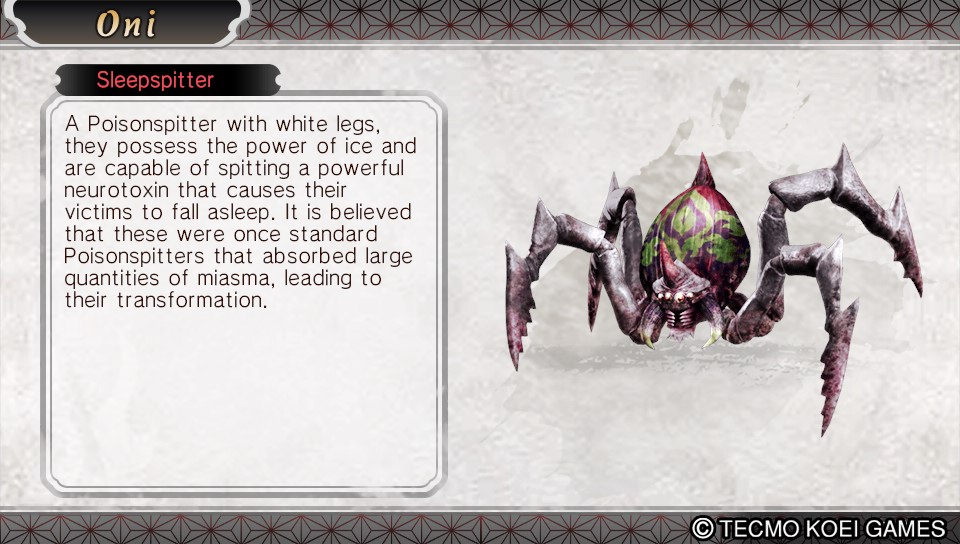 Oni
Sleepspitter
A Poisonspitter with white legs,
they possess the power of ice and
are capable of spitting a powerful
neurotoxin that causes their
victims to fall asleep. It is believed
that these were once standard
Poisonspitters that absorbed large
quantities of miasma, leading to
their transformation.
© TECMO KOEI GAMES